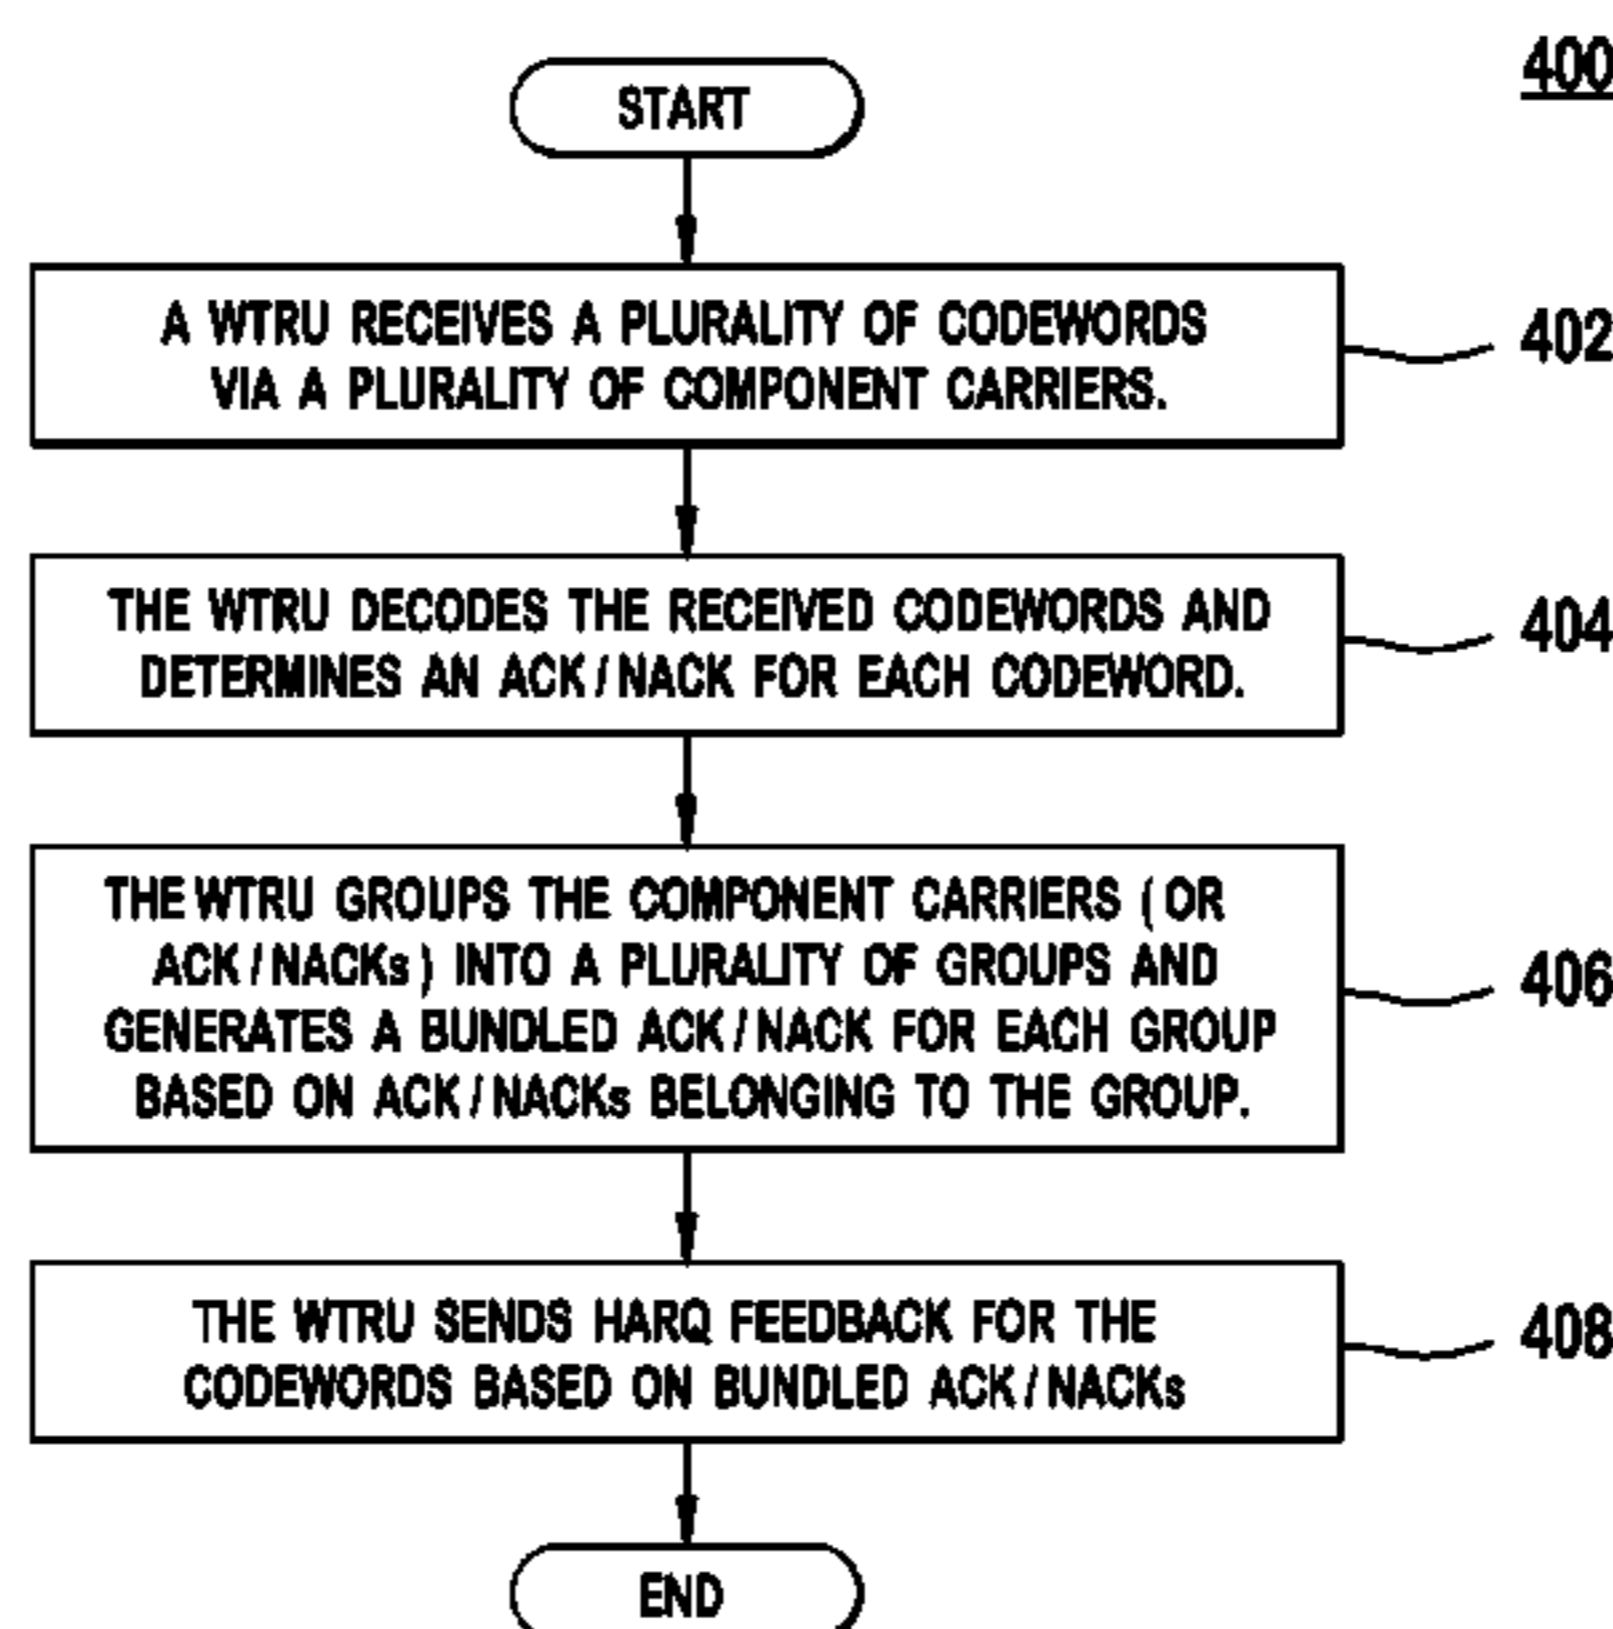 400
START
A WTRU RECEIVES A PLURALITY OF CODEWORDS
VIA A PLURALITY OF COMPONENT CARRIERS.
402
THE WTRU DECODES THE RECEIVED CODEWORDS AND
DETERMINES AN ACK/NACK FOR EACH CODEWORD.
404
THE WTRU GROUPS THE COMPONENT CARRIERS (OR
ACK/NACKs) INTO A PLURALITY OF GROUPS AND
GENERATES A BUNDLED ACK/NACK FOR EACH GROUP
BASED ON ACK/NACKs BELONGING TO THE GROUP.
406
THE WTRU SENDS HARQ FEEDBACK FOR THE
CODEWORDS BASED ON BUNDLED ACK/NACKs
408
END